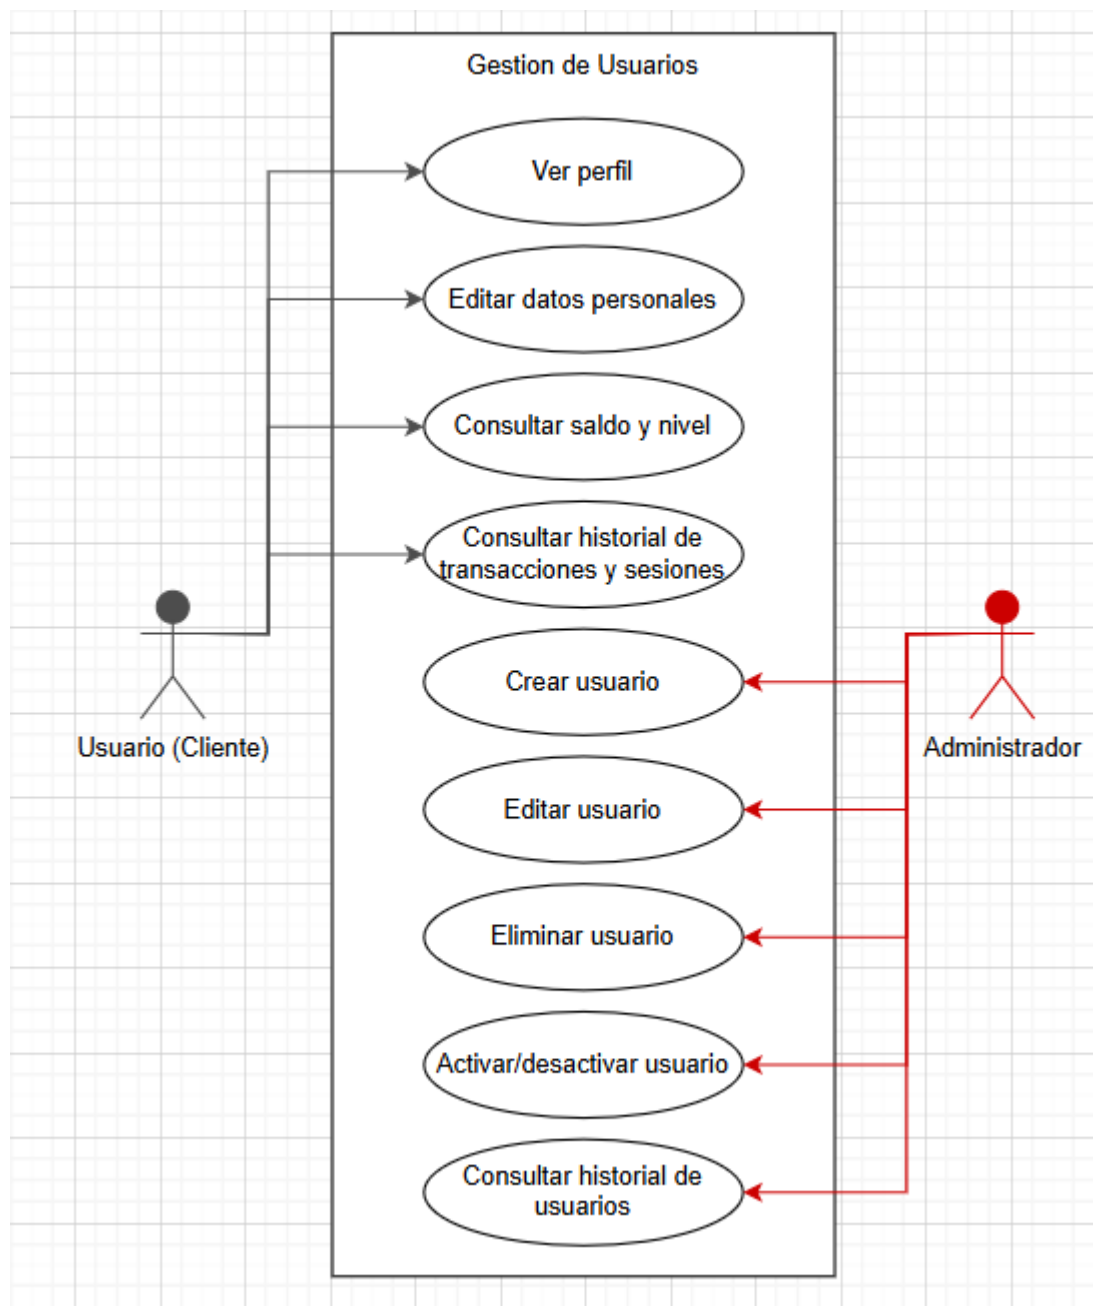 Gestion de Usuarios
Ver perfil
Editar datos personales
Consultar saldo y nivel
Consultar historial de
transacciones y sesiones
Crear usuario
Usuario (Cliente)
Administrador
Editar usuario
Eliminar usuario
Activar/desactivar usuario
Consultar historial de
usuarios